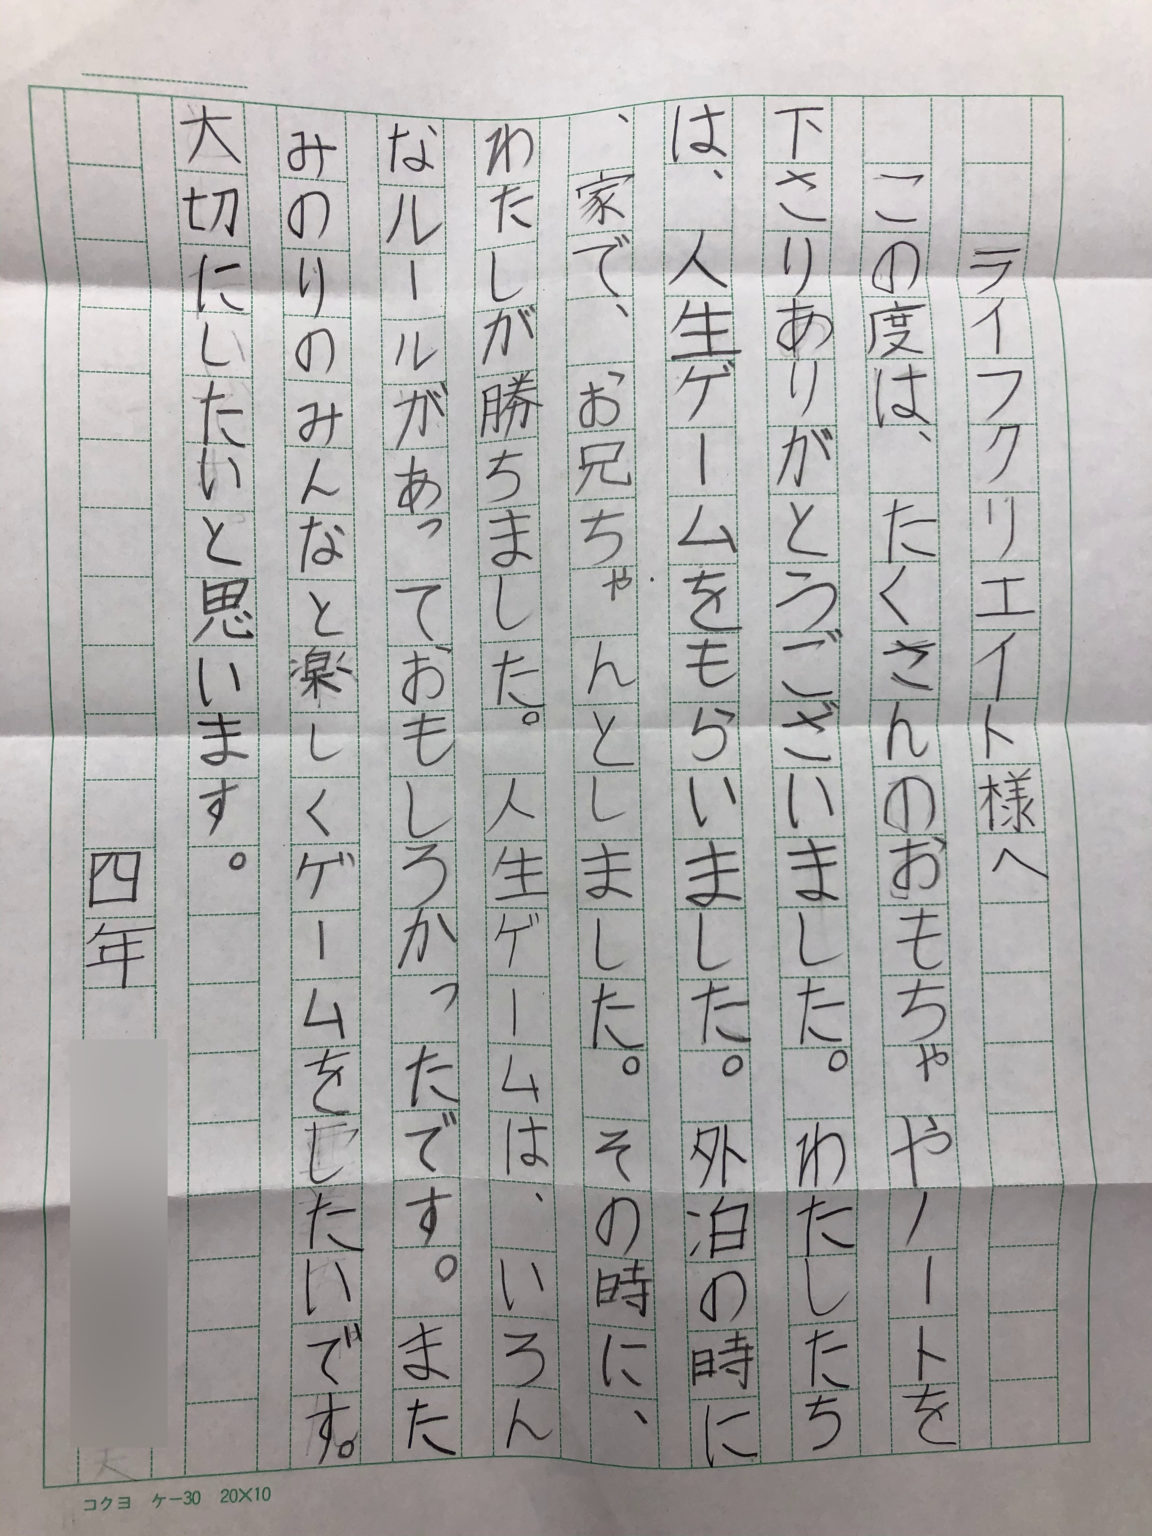 ライフクリエイト様へ
この度は、たくさんのおもちゃやノートを
下さりありがとうございました。わたしたち
は、人生ゲームをもらいました。外泊の時に
、家で、お兄ちゃんとしました。その時に、
わたしが勝ちました。人生ゲームは、いろん
なルールがあっておもしろかったです。また
みのりのみんなと楽しくゲームをしたいです。
大切にしたいと思います。
四年
コクヨ ケー30 20×10